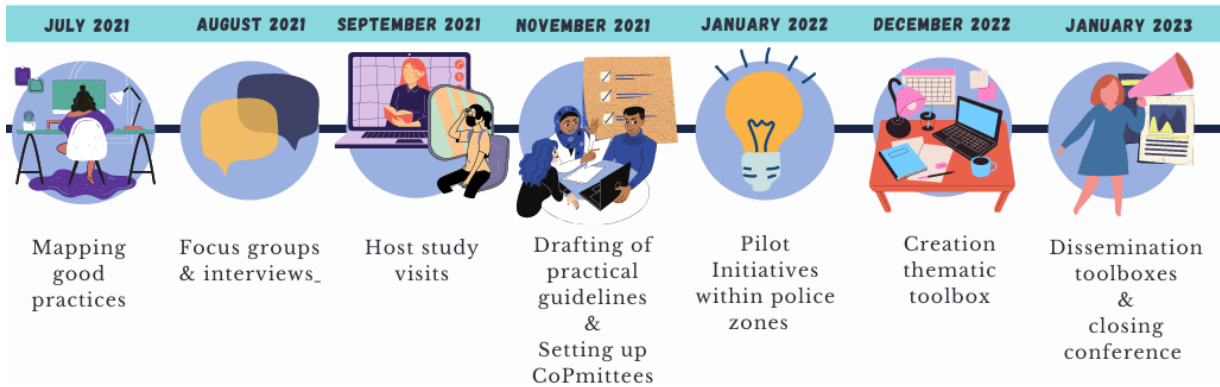 JULY 2021
AUGUST 2021
SEPTEMBER 2021
NOVEMBER 2021
JANUARY 2022
DECEMBER 2022
JANUARY 2023
Mapping
good
practices
Focus groups
& interviews_
Host study
visits
Drafting of
practical
guidelines
&
Setting up
CoPmittees
Pilot
Initiatives
within police
zones
Creation
thematic
toolbox
Dissemination
toolboxes
&
closing
conference